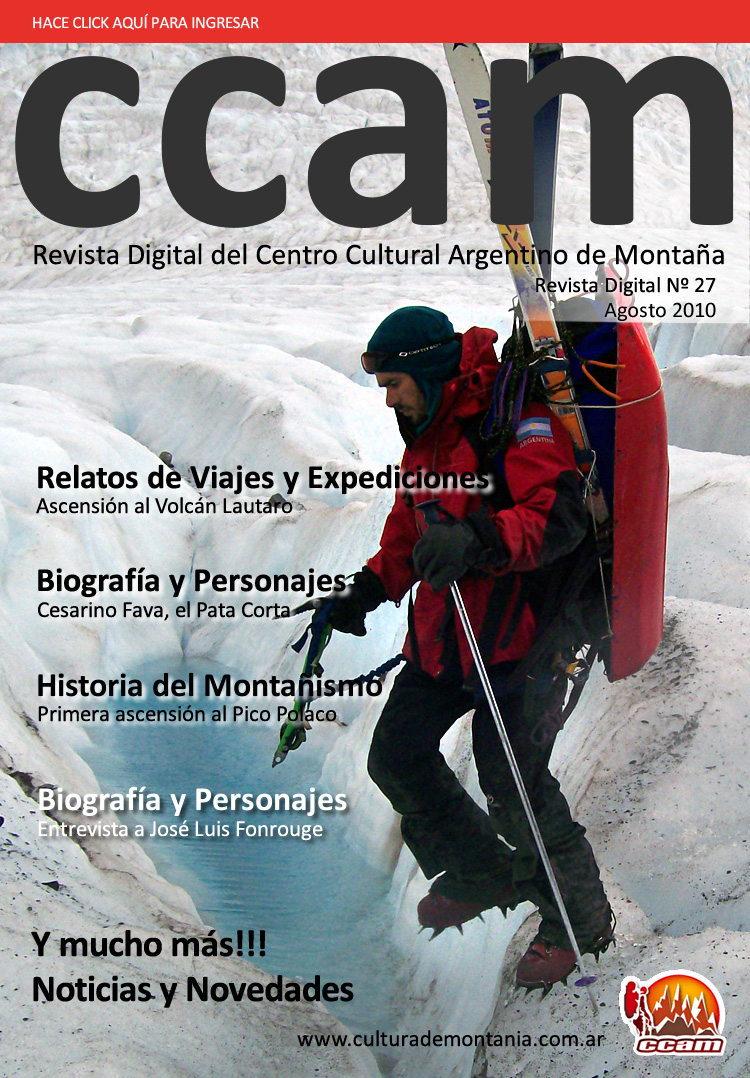 HACE CLICK AQUÍ PARA INGRESAR
ccam
Revista Digital del Centro Cultural Argentino de Montaña
Revista Digital Nº 27
Agosto 2010
ARGENTINA
Relatos de Viajes y Expediciones
Ascensión al Volcán Lautaro
Biografía y Personajes
Cesarino Fava, el Pata Corta
Historia del Montañismo
Primera ascensión al Pico Polaco
Biografía y Personajes
Entrevista a José Luis Fonrouge
Y mucho más!!!
Noticias y Novedades
www.culturademontania.com.ar
ccam